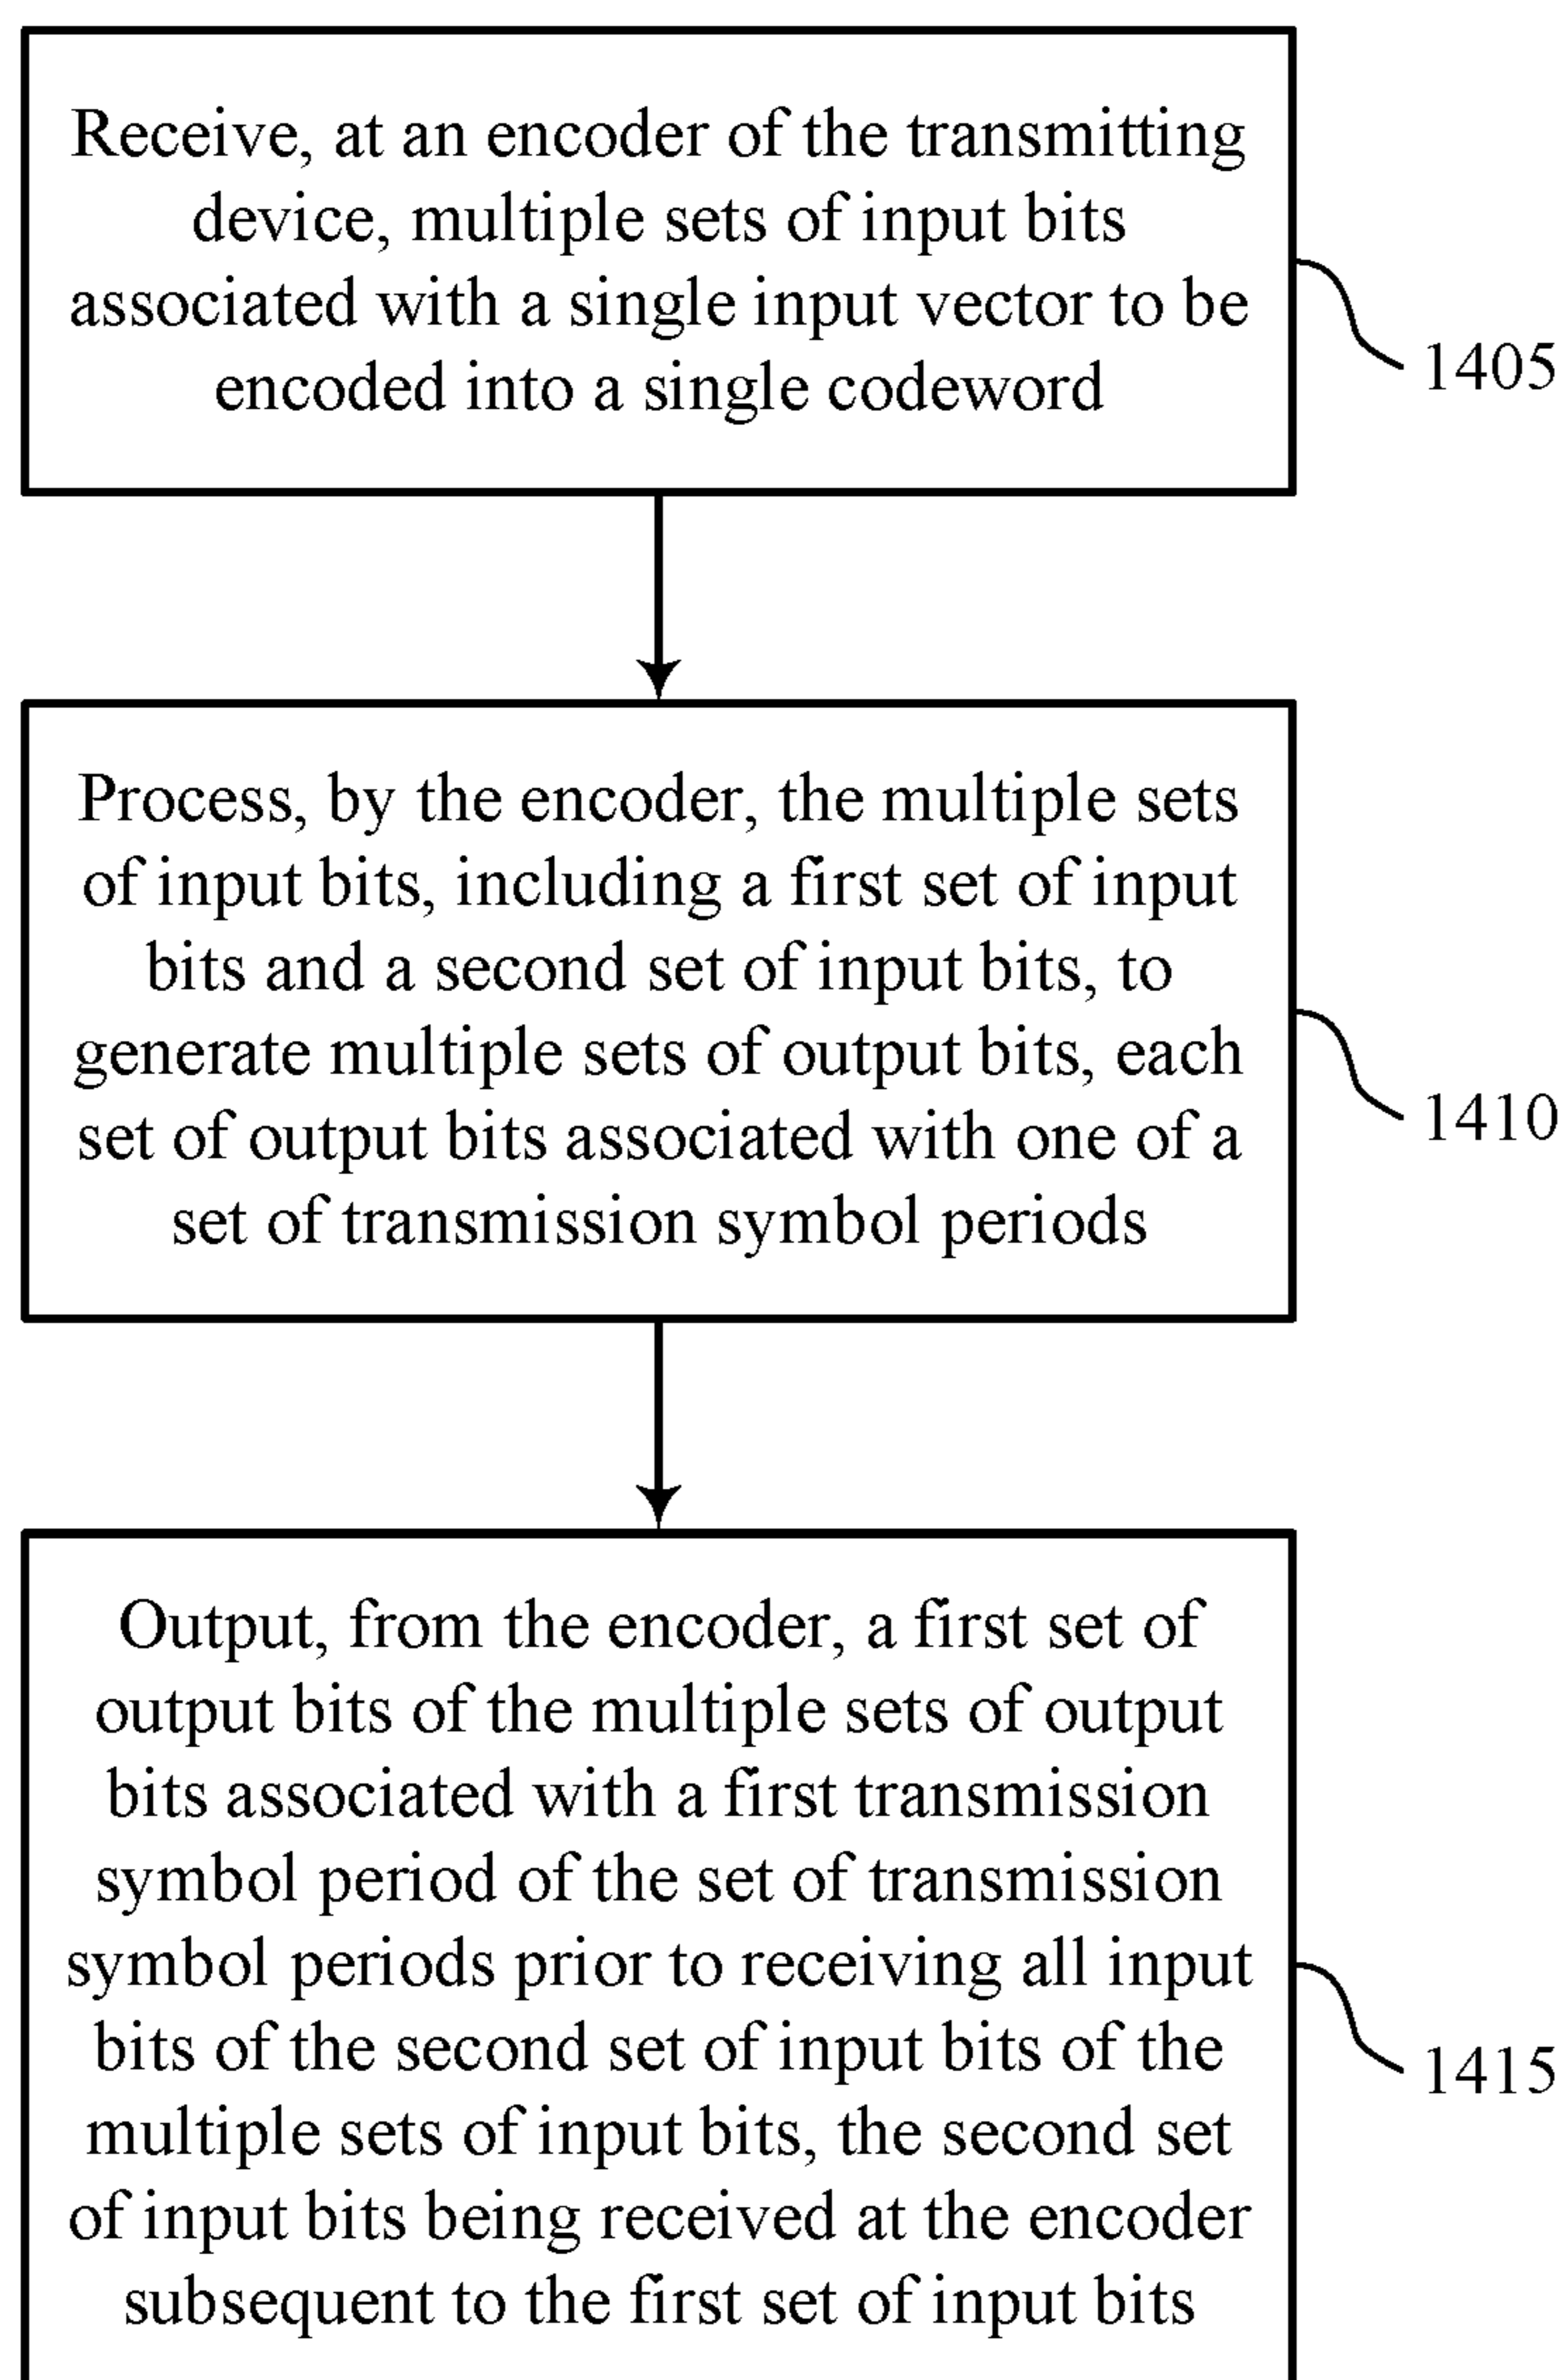 Receive, at an encoder of the transmitting
device, multiple sets of input bits
associated with a single input vector to be
encoded into a single codeword
1405
Process, by the encoder, the multiple sets
of input bits, including a first set of input
bits and a second set of input bits, to
generate multiple sets of output bits, each
set of output bits associated with one of a
set of transmission symbol periods
1410
Output, from the encoder, a first set of
output bits of the multiple sets of output
bits associated with a first transmission
symbol period of the set of transmission
symbol periods prior to receiving all input
bits of the second set of input bits of the
multiple sets of input bits, the second set
of input bits being received at the encoder
subsequent to the first set of input bits
1415